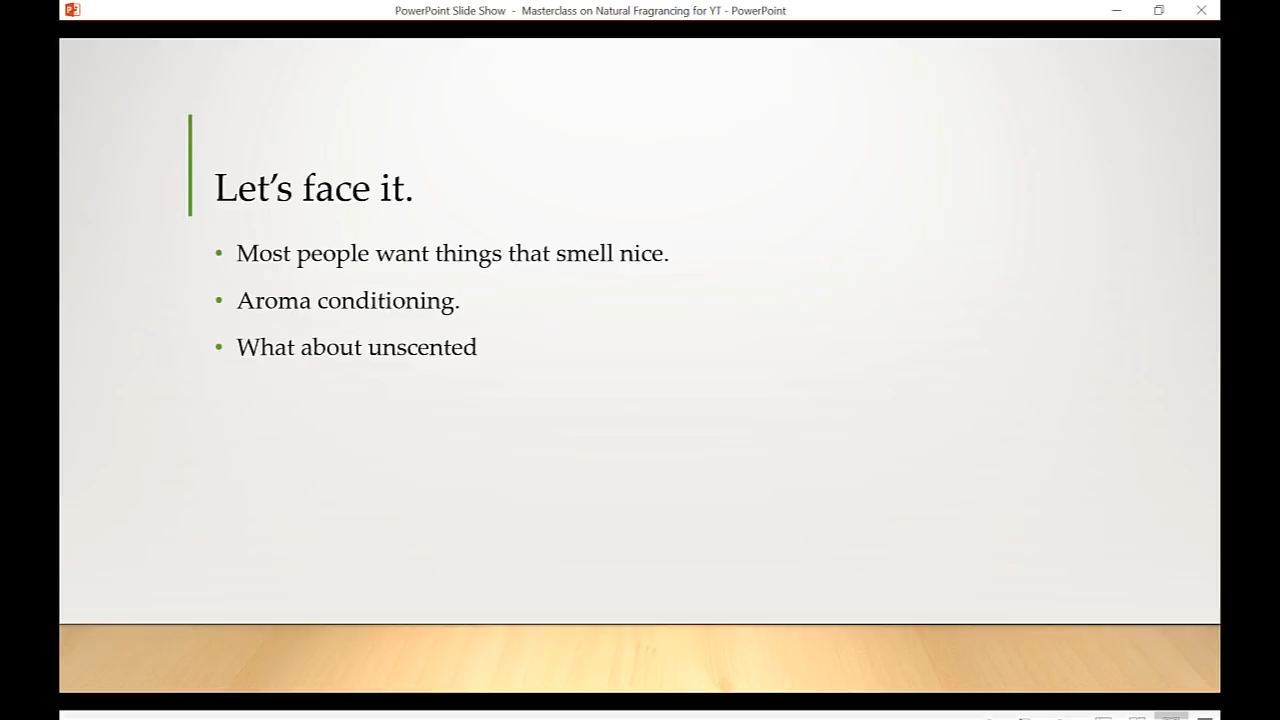 PowerPoint Slide Show - Masterclass on Natural Fragrancing for YT - PowerPoint
Let's face it.
• Most people want things that smell nice.
• Aroma conditioning.
• What about unscented